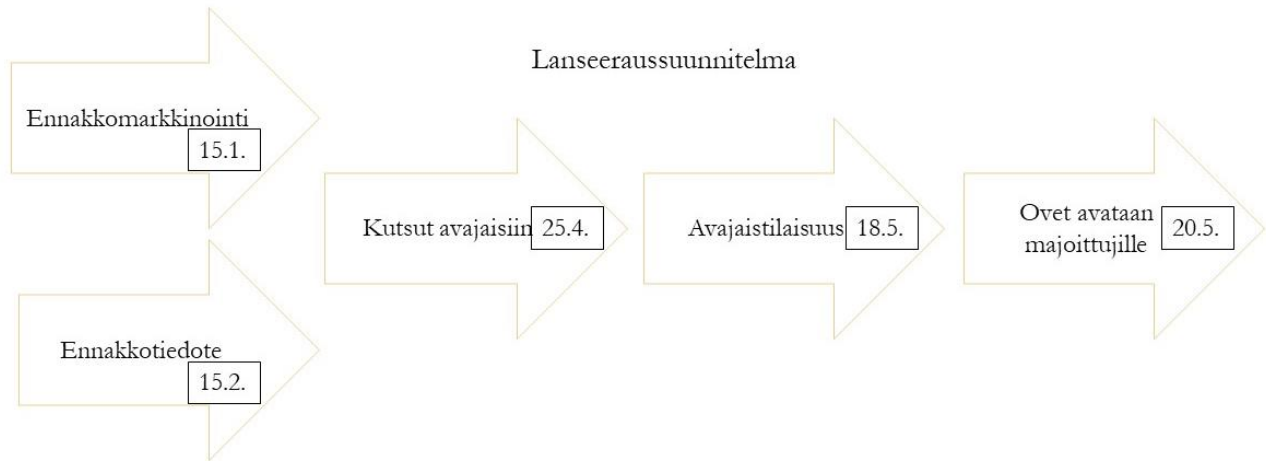 Lanseeraussuunnitelma
Ennakkomarkkinointi
15.1.
Ennakkotiedote
15.2.
Kutsut avajaisiin
25.4.
Avajaistilaisuus
18.5.
Ovet avataan
majoittujille
20.5.